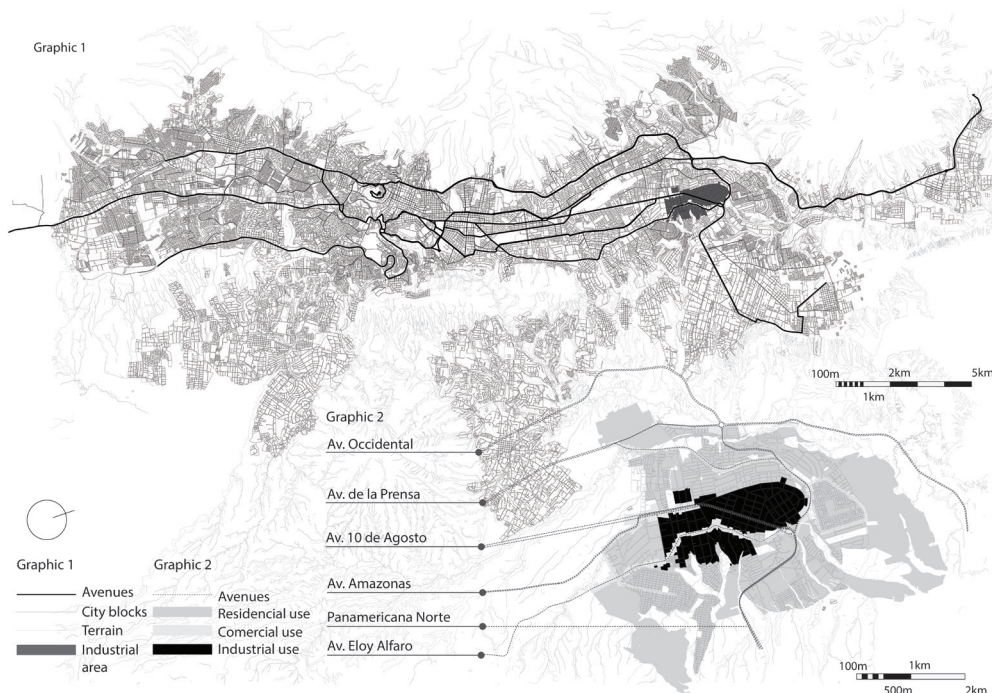 Graphic 1
100m 2km 5km
1km
Graphic 2
Av. Occidental
Av. de la Prensa
Av. 10 de Agosto
Av. Amazonas
Panamericana Norte
Av. Eloy Alfaro
Graphic 1
Avenues
City blocks
Terrain
Industrial
area
Graphic 2
Avenues
Residencial use
Comercial use
Industrial use
100m 1km
500m 2km